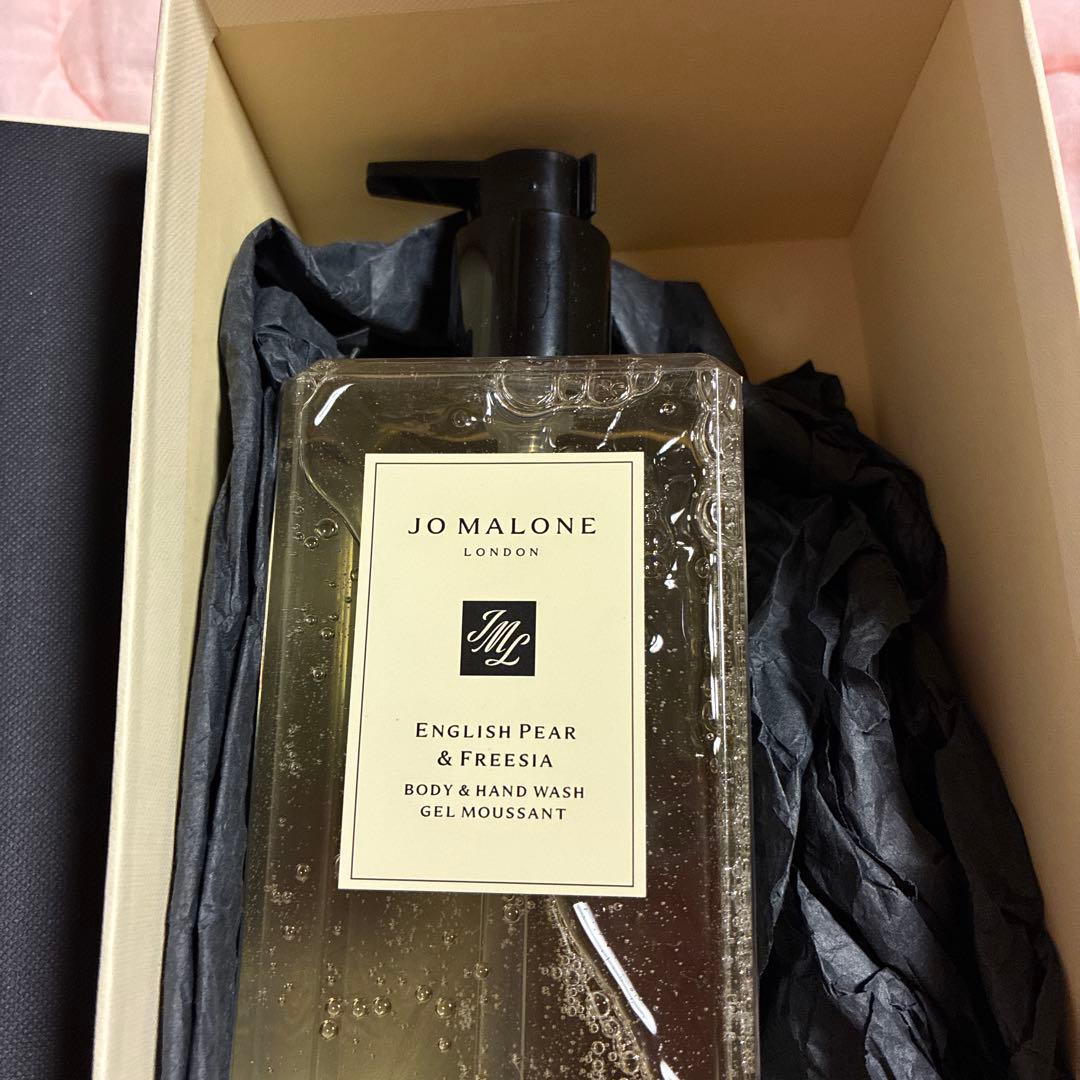 JO MALONE
LONDON
JML
ENGLISH PEAR
& FREESIA
BODY & HAND WASH
GEL MOUSSANT